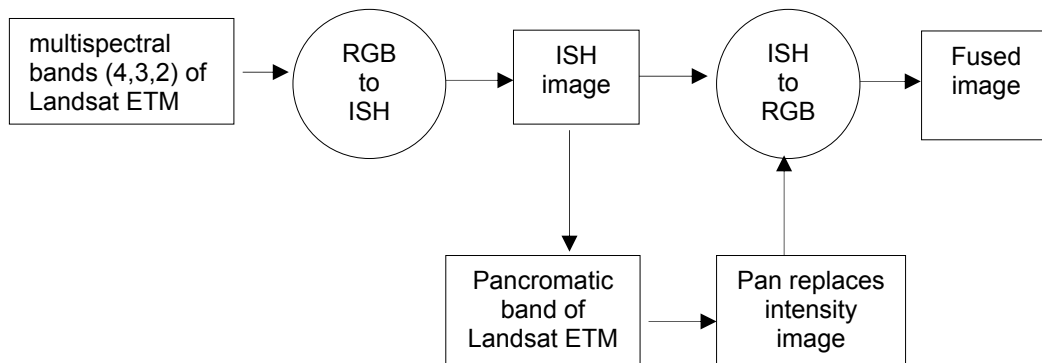 multispectral
bands (4,3,2) of
Landsat ETM
RGB
to
ISH
ISH
image
ISH
to
RGB
Fused
image
Pancromatic
band of
Landsat ETM
Pan replaces
intensity
image